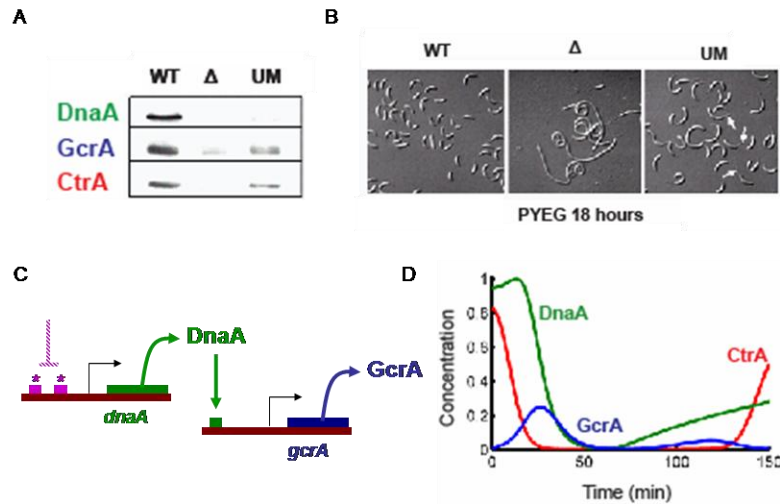 A
WT Δ UM
DnaA
GcrA
CtrA
B
WT Δ UM
PYEG 18 hours
C
* *
dnaA
DnaA
gcrA
GcrA
D
Concentration
1
0.8
0.6
0.4
0.2
0
DnaA
CtrA
GcrA
0 50 100 150
Time (min)